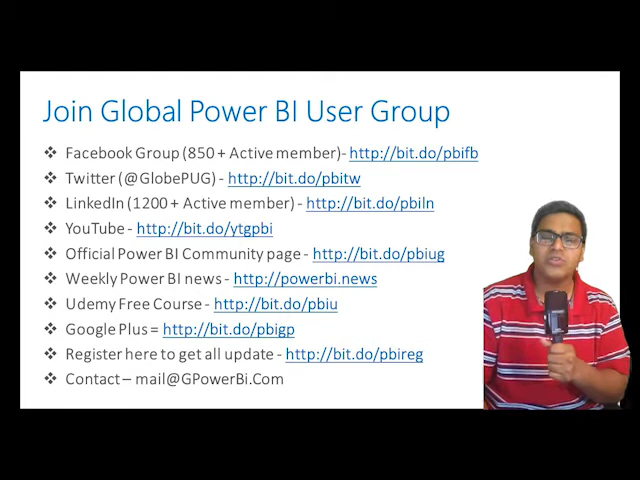 Join Global Power BI User Group
❖ Facebook Group (850 + Active member)- http://bit.do/pbifb
❖ Twitter (@GlobePUG) - http://bit.do/pbitw
❖ LinkedIn (1200 + Active member) - http://bit.do/pbiln
❖ YouTube - http://bit.do/ytgpbi
❖ Official Power BI Community page - http://bit.do/pbiug
❖ Weekly Power BI news - http://powerbi.news
❖ Udemy Free Course - http://bit.do/pbiu
❖ Google Plus = http://bit.do/pbigp
❖ Register here to get all update - http://bit.do/pbireg
❖ Contact – mail@GPowerBi.Com